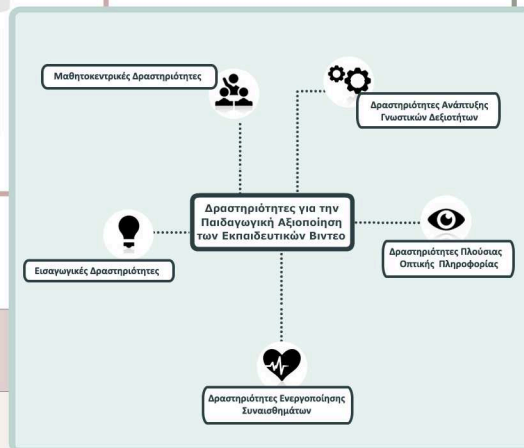 Μαθητοκεντρικές Δραστηριότητες
Δραστηριότητες Ανάπτυξης
Γνωστικών Δεξιοτήτων
Δραστηριότητες για την
Παιδαγωγική Αξιοποίηση
των Εκπαιδευτικών Βιντεο
Εισαγωγικές Δραστηριότητες
Δραστηριότητες Πλούσιας
Οπτικής Πληροφορίας
Δραστηριότητες Ενεργοποίησης
Συναισθημάτων